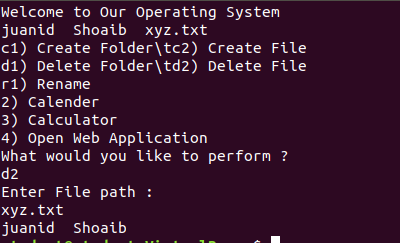 Welcome to Our Operating System
juanid  Shoaib  xyz.txt
c1) Create Folder\tc2) Create File
d1) Delete Folder\td2) Delete File
r1) Rename
2) Calender
3) Calculator
4) Open Web Application
What would you like to perform ?
d2
Enter File path :
xyz.txt
juanid  Shoaib